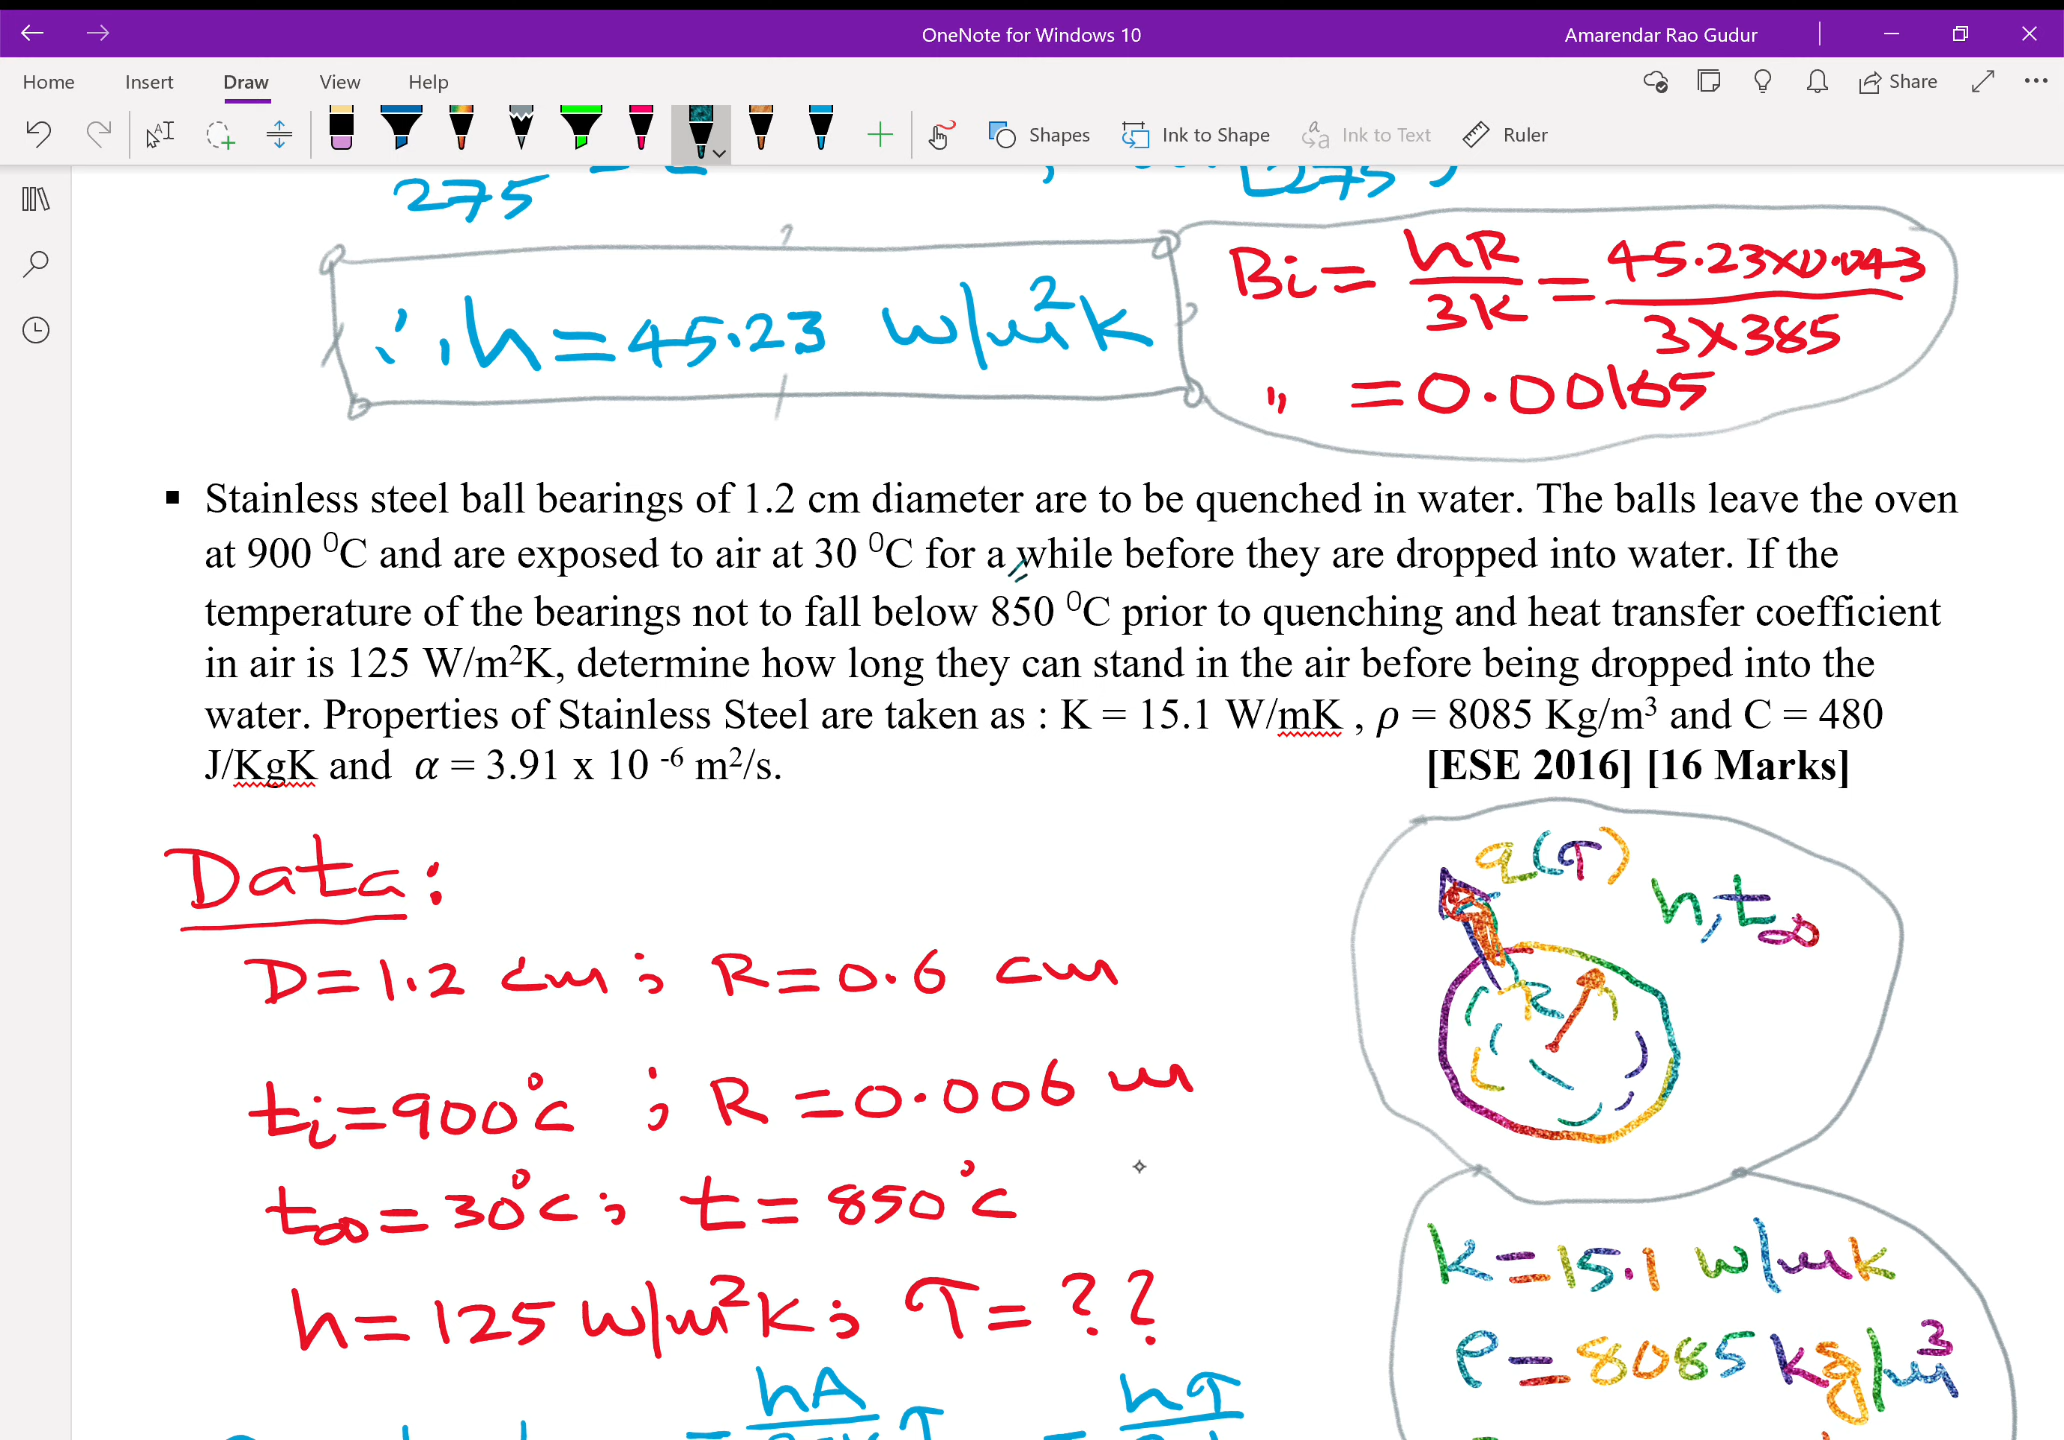 OneNote for Windows 10
Amarendar Rao Gudur
Home Insert Draw View Help Share
Shapes Ink to Shape Ink to Text Ruler
275 275
∴ h = 45.23 w/m²k
Bi = hR/3K = 45.23x0.043/3x385
" = 0.00165
▪ Stainless steel ball bearings of 1.2 cm diameter are to be quenched in water. The balls leave the oven
at 900 ⁰C and are exposed to air at 30 ⁰C for a while before they are dropped into water. If the
temperature of the bearings not to fall below 850 ⁰C prior to quenching and heat transfer coefficient
in air is 125 W/m²K, determine how long they can stand in the air before being dropped into the
water. Properties of Stainless Steel are taken as : K = 15.1 W/mK , ρ = 8085 Kg/m³ and C = 480
J/KgK and α = 3.91 x 10 ⁻⁶ m²/s. [ESE 2016] [16 Marks]
Data:
q(τ)
h, t∞
R
D = 1.2 cm ; R = 0.6 cm
ti = 900°c ; R = 0.006 m
t∞ = 30°c ; t = 850°c
h = 125 w/m²k ; τ = ??
k = 15.1 w/mk
ρ = 8085 kg/m³
= hA τ = hτ